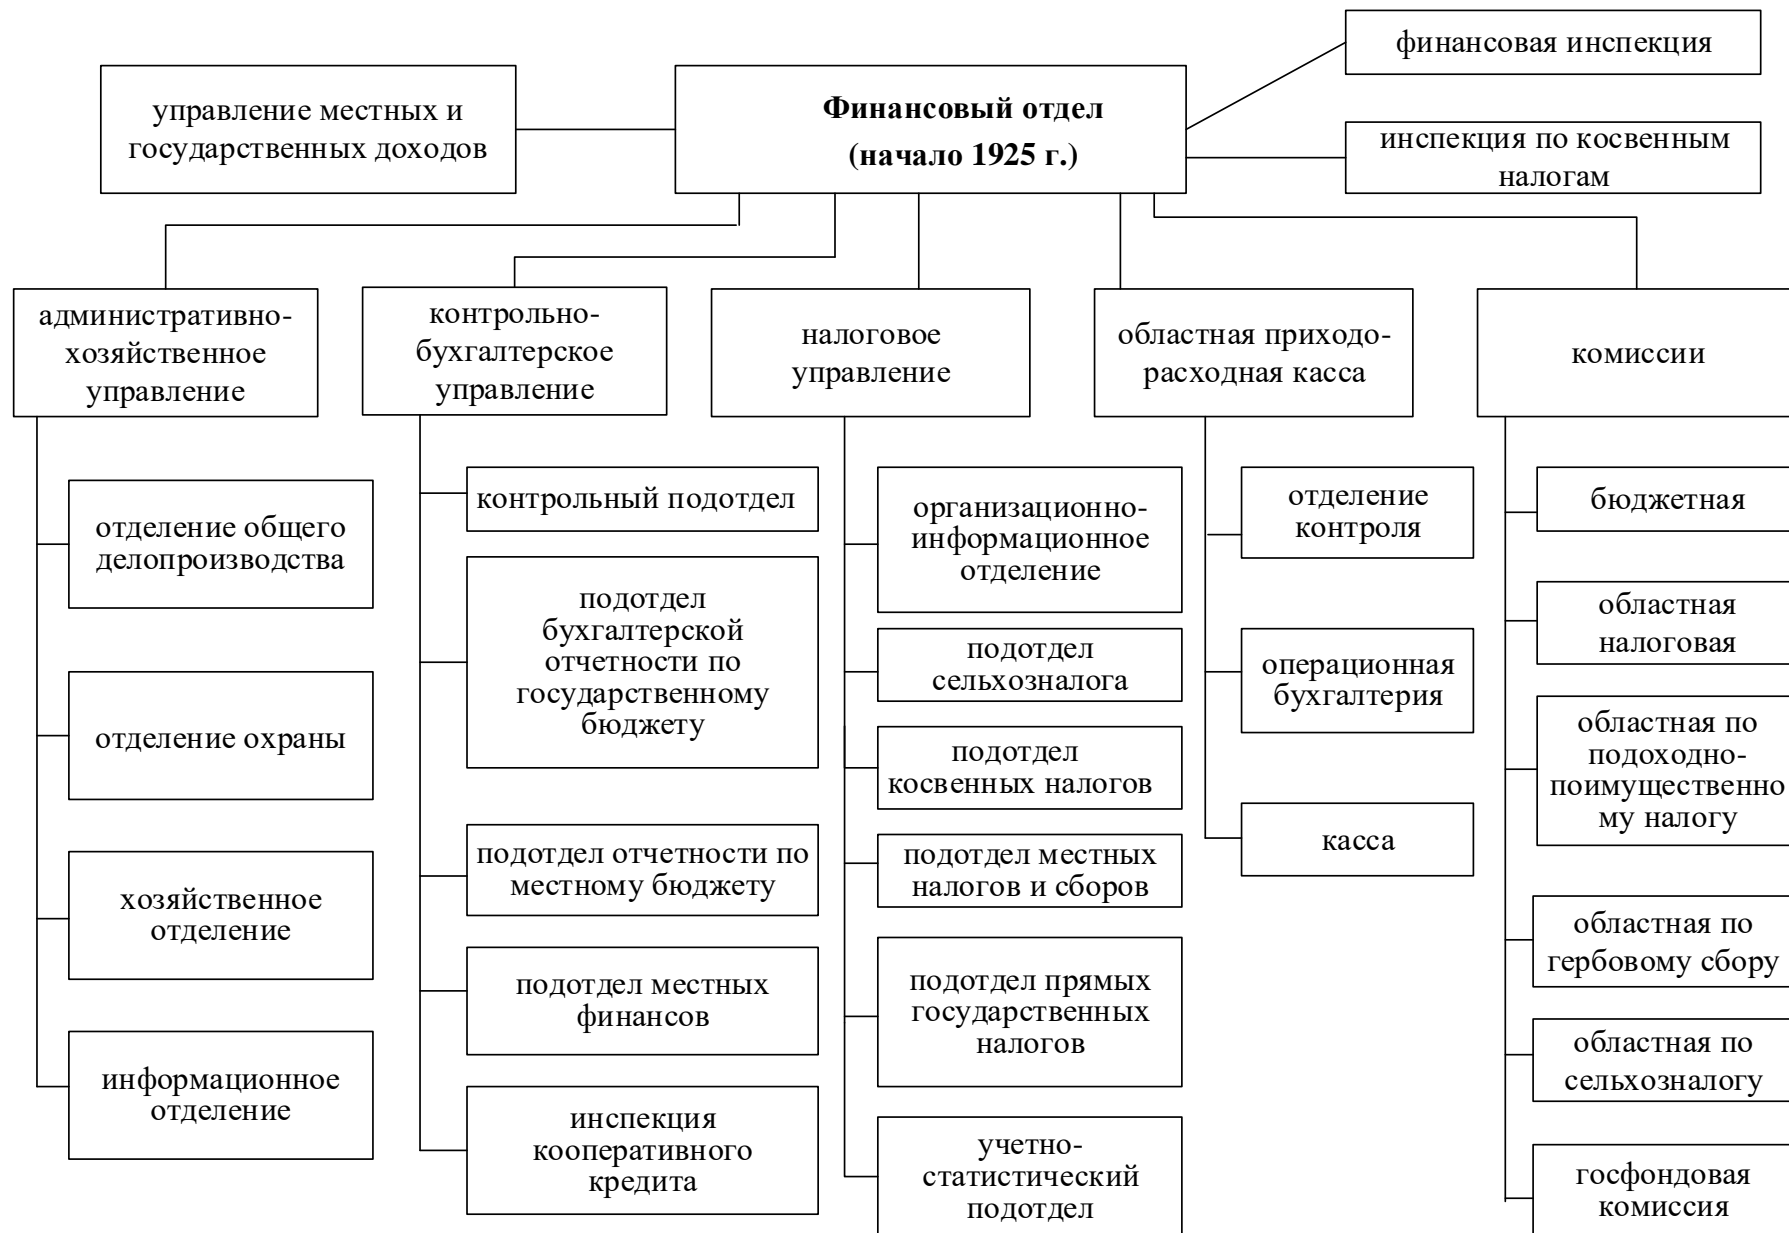 финансовая инспекция
управление местных и
государственных доходов
Финансовый отдел
(начало 1925 г.)
инспекция по косвенным
налогам
административно-
хозяйственное
управление
контрольно-
бухгалтерское
управление
налоговое
управление
областная приходо-
расходная касса
комиссии
отделение общего
делопроизводства
отделение охраны
хозяйственное
отделение
информационное
отделение
контрольный подотдел
подотдел
бухгалтерской
отчетности по
государственному
бюджету
подотдел отчетности по
местному бюджету
подотдел местных
финансов
инспекция
кооперативного
кредита
организационно-
информационное
отделение
подотдел
сельхозналога
подотдел
косвенных налогов
подотдел местных
налогов и сборов
подотдел прямых
государственных
налогов
учетно-
статистический
подотдел
отделение
контроля
операционная
бухгалтерия
касса
бюджетная
областная
налоговая
областная по
подоходно-
поимущественно
му налогу
областная по
гербовому сбору
областная по
сельхозналогу
госфондовая
комиссия